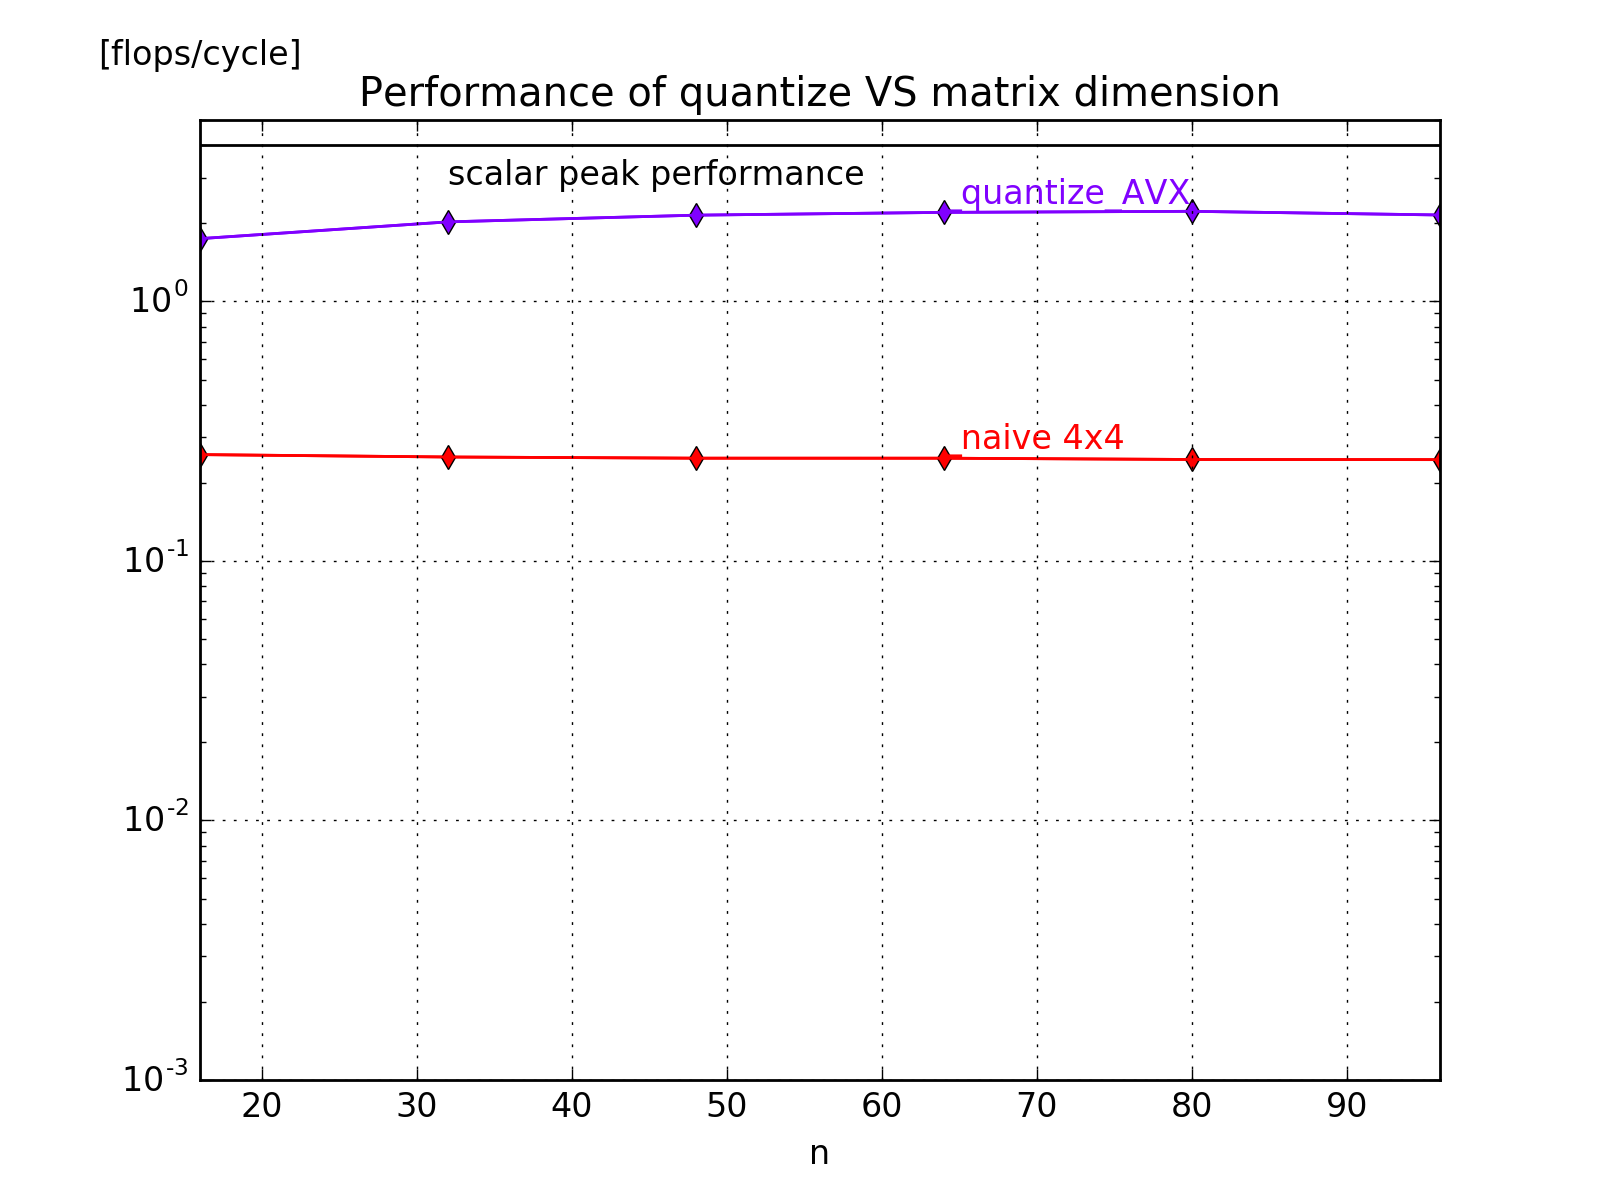 [flops/cycle]
Performance of quantize VS matrix dimension
scalar peak performance
quantize_AVX
10^0
naive 4x4
10^-1
10^-2
10^-3
20 30 40 50 60 70 80 90
n